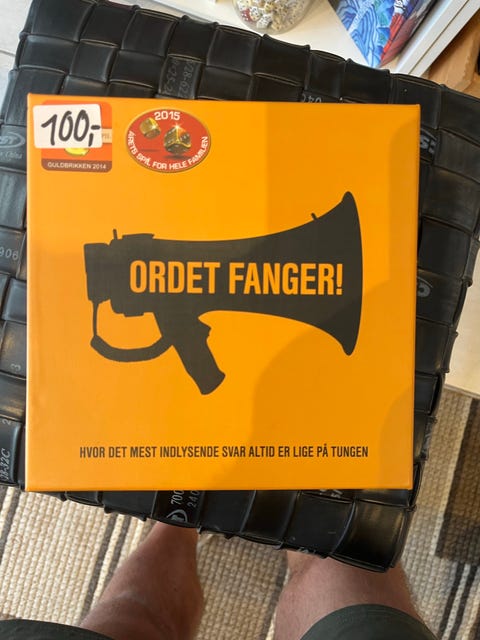 100,-
GULDBRIKKEN 2014
2015
ÅRETS SPIL FOR HELE FAMILIEN
ORDET FANGER!
HVOR DET MEST INDLYSENDE SVAR ALTID ER LIGE PÅ TUNGEN